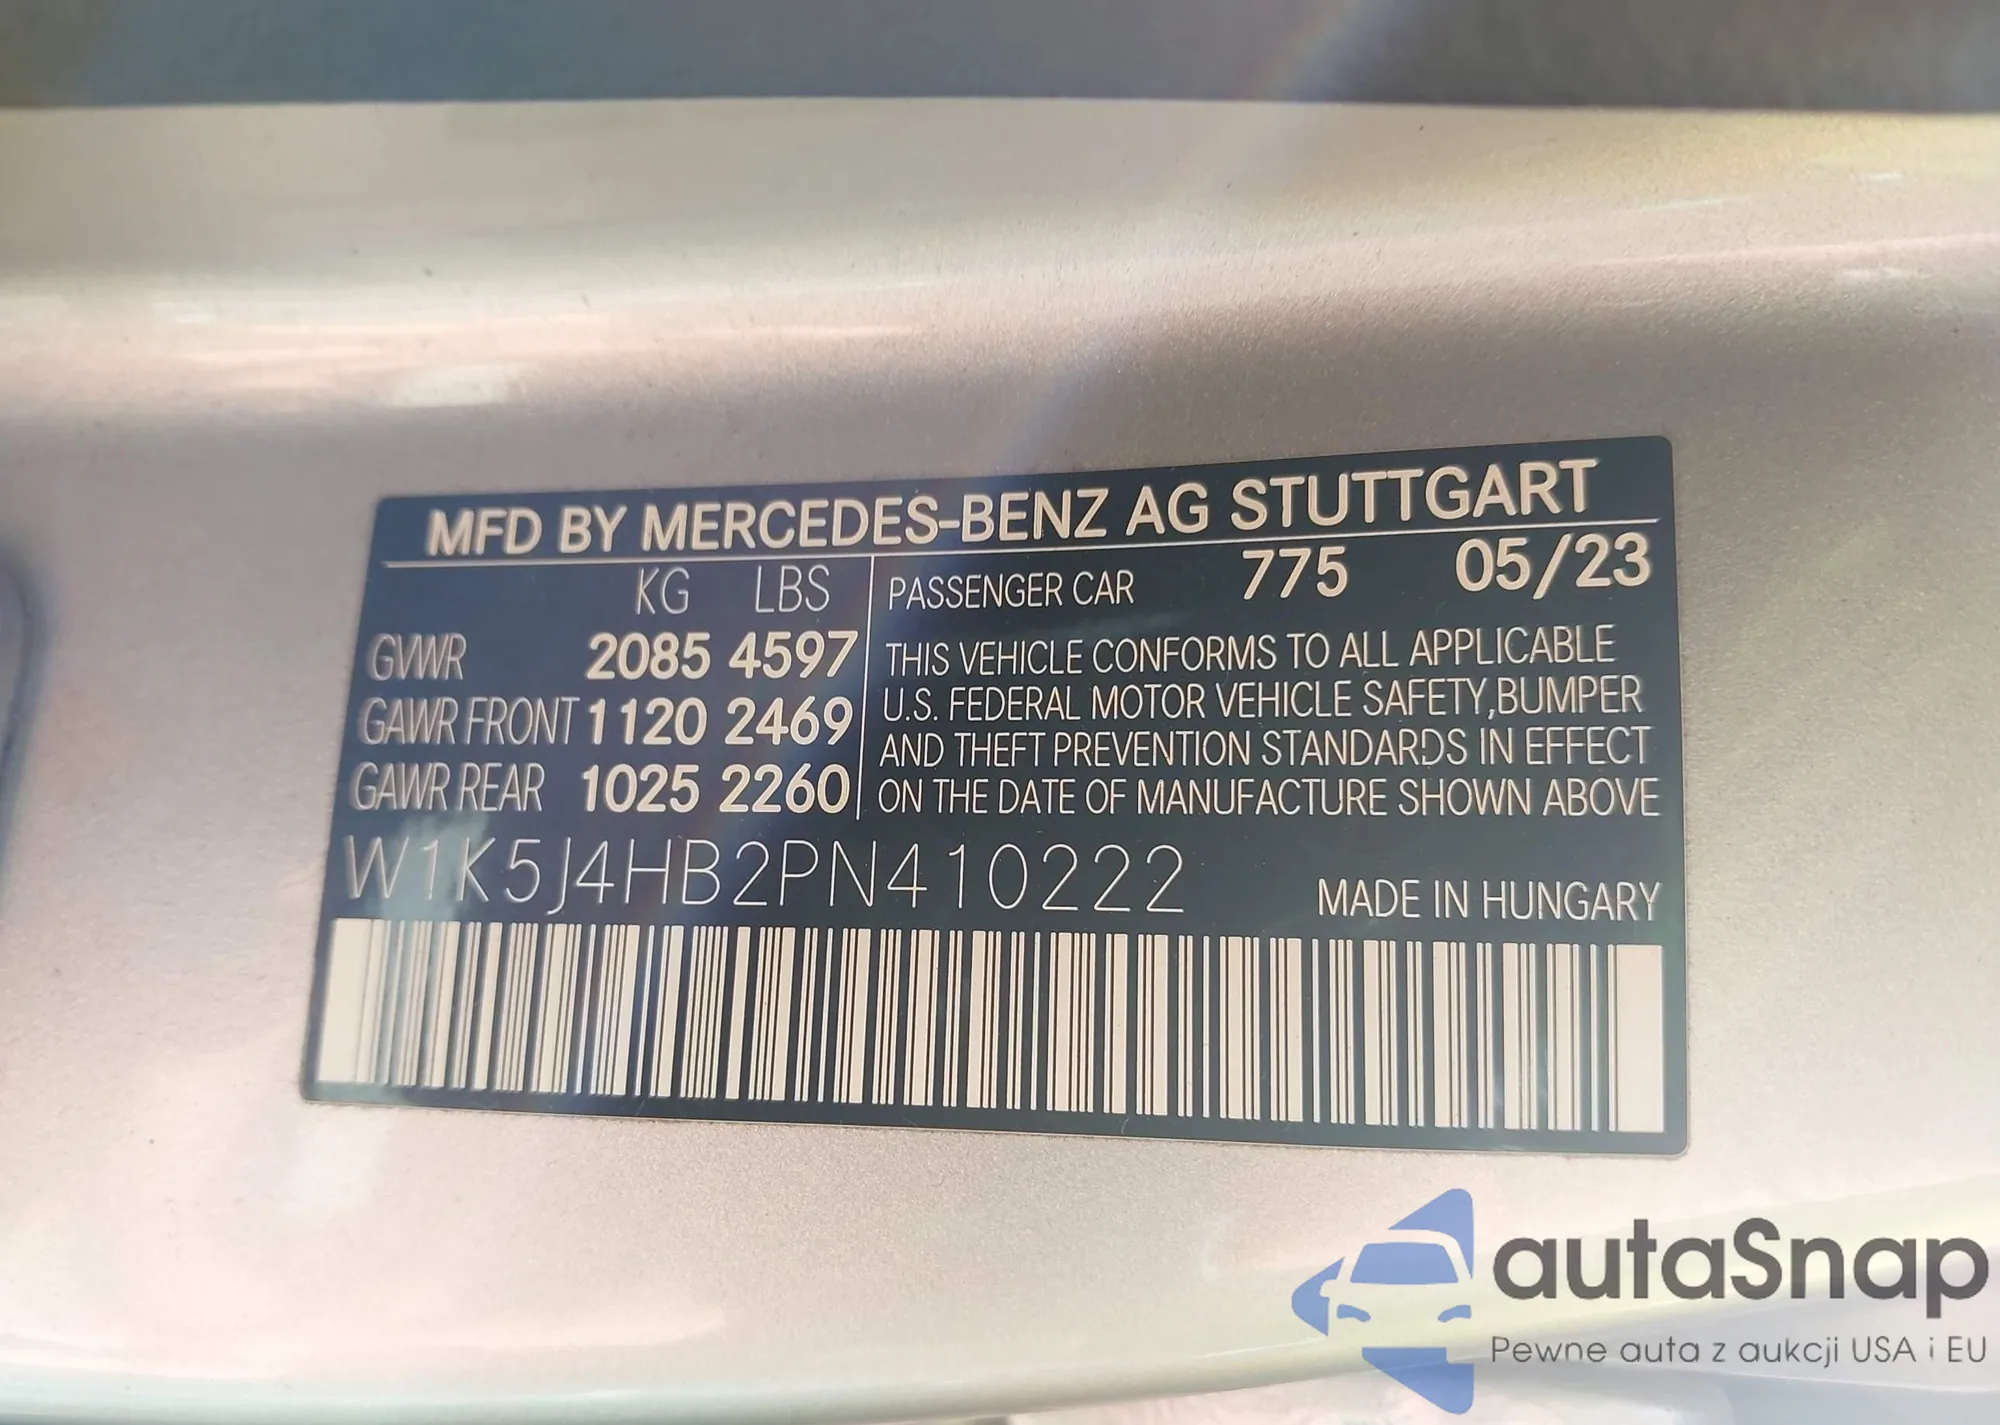 MFD BY MERCEDES-BENZ AG STUTTGART
KG LBS
GVWR 2085 4597
GAWR FRONT 1120 2469
GAWR REAR 1025 2260
PASSENGER CAR 775 05/23
THIS VEHICLE CONFORMS TO ALL APPLICABLE
U.S. FEDERAL MOTOR VEHICLE SAFETY,BUMPER
AND THEFT PREVENTION STANDARDS IN EFFECT
ON THE DATE OF MANUFACTURE SHOWN ABOVE
W1K5J4HB2PN410222
MADE IN HUNGARY
autaSnap
Pewne auta z aukcji USA i EU